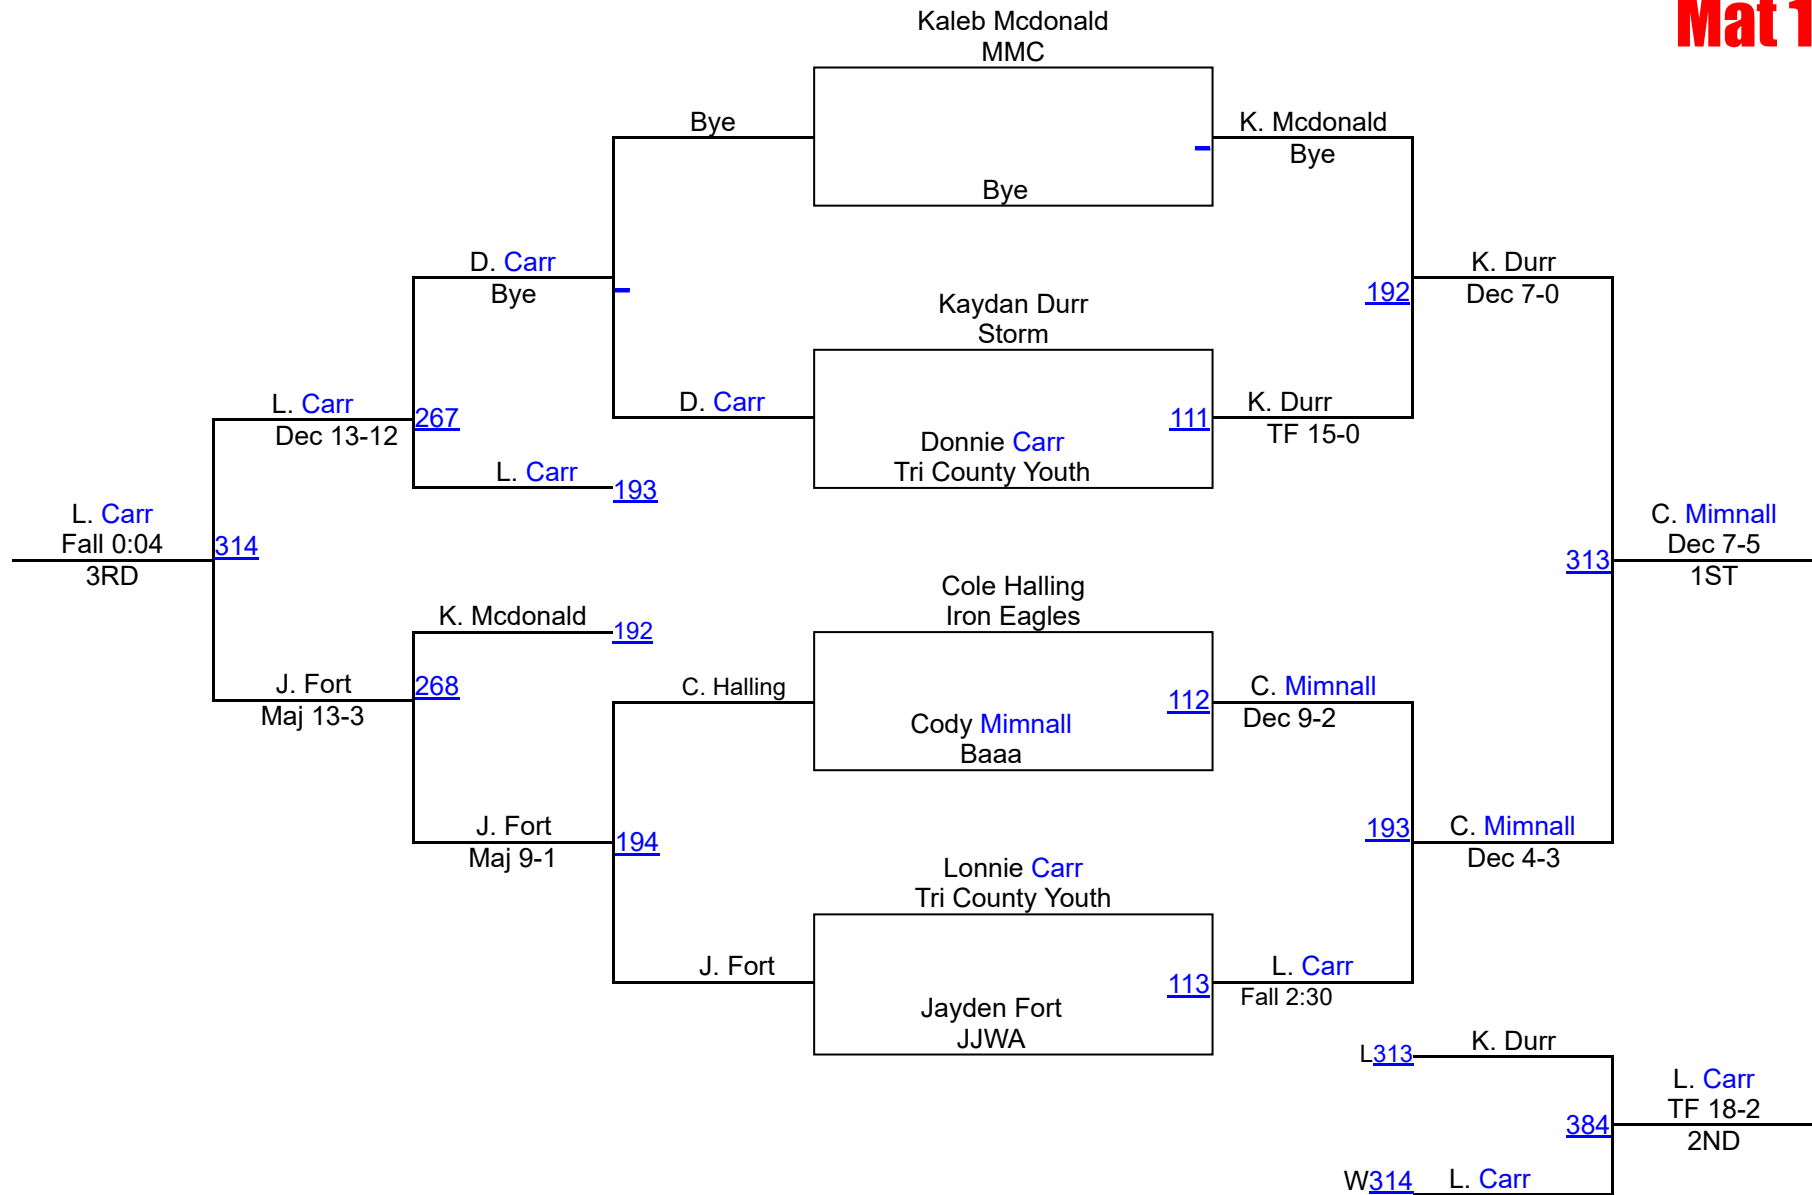 Mat 1
Kaleb Mcdonald
MMC
Bye
K. Mcdonald
Bye
Bye
D. Carr
Bye
K. Durr
Dec 7-0
192
Kaydan Durr
Storm
D. Carr
111
K. Durr
TF 15-0
Donnie Carr
Tri County Youth
L. Carr
Dec 13-12
267
L. Carr
193
L. Carr
Fall 0:04
3RD
314
C. Mimnall
Dec 7-5
1ST
313
Cole Halling
Iron Eagles
K. Mcdonald
192
J. Fort
Maj 13-3
268
C. Halling
112
C. Mimnall
Dec 9-2
Cody Mimnall
Baaa
J. Fort
Maj 9-1
194
193
C. Mimnall
Dec 4-3
Lonnie Carr
Tri County Youth
J. Fort
113
L. Carr
Fall 2:30
Jayden Fort
JJWA
L313
K. Durr
L. Carr
TF 18-2
2ND
384
W314
L. Carr